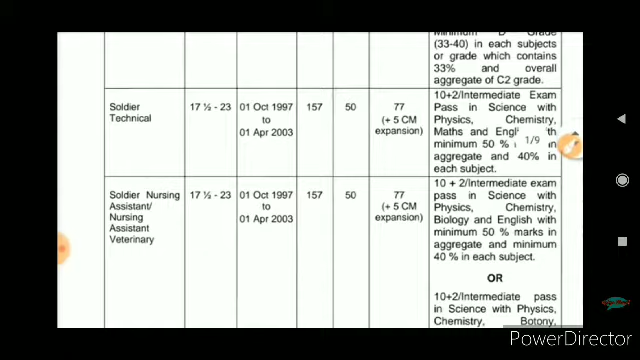 Minimum D Grade
(33-40) in each subjects
or grade which contains
33% and overall
aggregate of C2 grade.
Soldier
Technical
17 ½ - 23
01 Oct 1997
to
01 Apr 2003
157
50
77
(+ 5 CM
expansion)
10+2/Intermediate Exam
Pass in Science with
Physics, Chemistry,
Maths and
minimum 50 %
aggregate and 40% in
each subject.
1/9
Soldier Nursing
Assistant/
Nursing
Assistant
Veterinary
17 ½ - 23
01 Oct 1997
to
01 Apr 2003
157
50
77
(+ 5 CM
expansion)
10 + 2/Intermediate exam
pass in Science with
Physics, Chemistry,
Biology and English with
minimum 50 % marks in
aggregate and minimum
40 % in each subject.
OR
10+2/Intermediate pass
in Science with Physics,
Chemistry, Botony,
PowerDirector